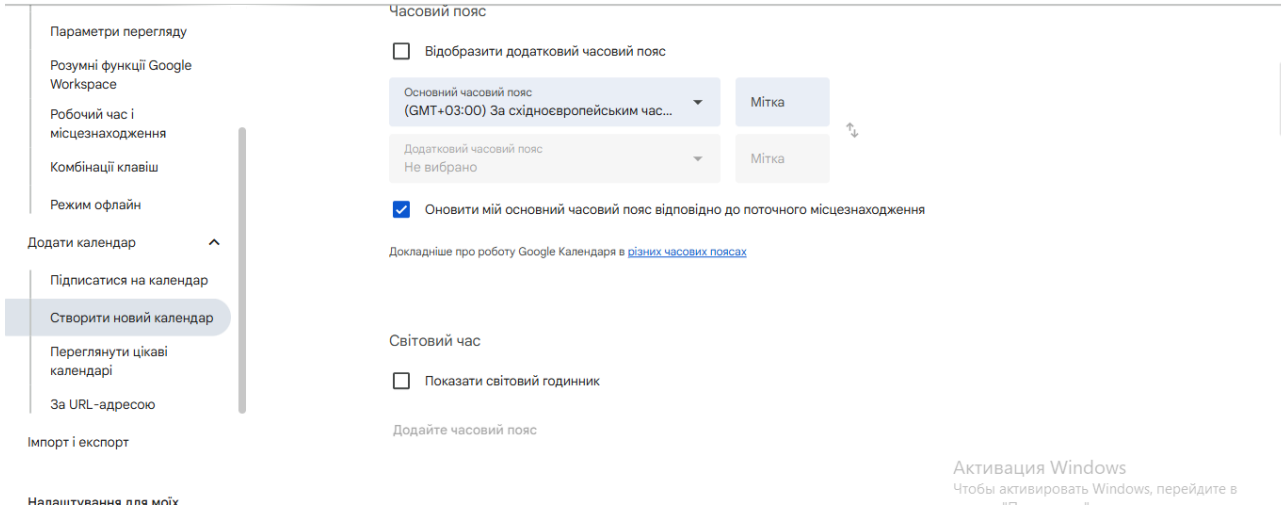 Параметри перегляду
Розумні функції Google
Workspace
Робочий час і
місцезнаходження
Комбінації клавіш
Режим офлайн
Додати календар
Підписатися на календар
Створити новий календар
Переглянути цікаві
календарі
За URL-адресою
Імпорт і експорт
Налаштування для моїх
Часовий пояс
Відобразити додатковий часовий пояс
Основний часовий пояс
(GMT+03:00) За східноєвропейським час...
Мітка
Додатковий часовий пояс
Не вибрано
Мітка
Оновити мій основний часовий пояс відповідно до поточного місцезнаходження
Докладніше про роботу Google Календаря в різних часових поясах
Світовий час
Показати світовий годинник
Додайте часовий пояс
Активация Windows
Чтобы активировать Windows, перейдите в